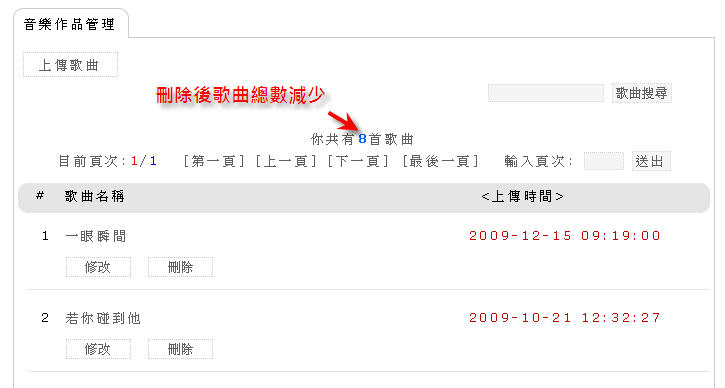 音樂作品管理
上傳歌曲
歌曲搜尋
刪除後歌曲總數減少
你共有8首歌曲
目前頁次:1/1 [第一頁] [上一頁] [下一頁] [最後一頁] 輸入頁次: 送出
# 歌曲名稱 <上傳時間>
1 一眼瞬間 2009-12-15 09:19:00
修改 刪除
2 若你碰到他 2009-10-21 12:32:27
修改 刪除